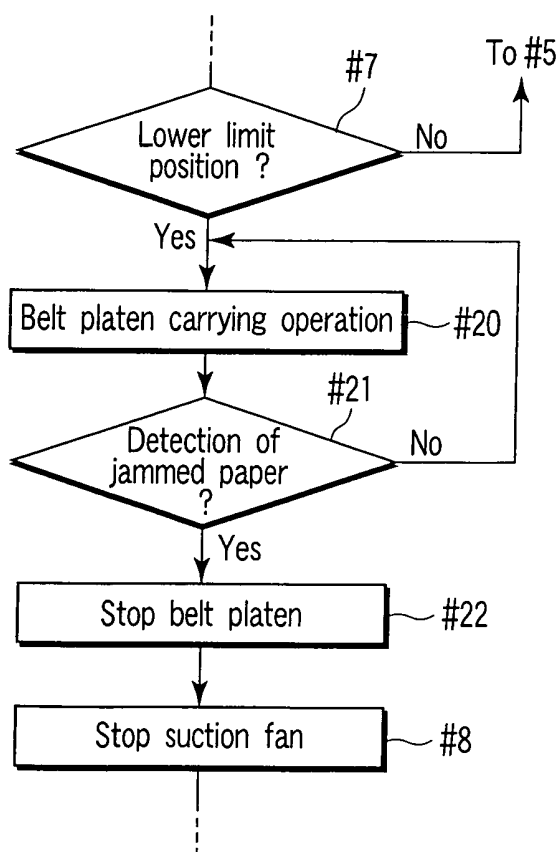 To #5
#7
Lower limit
position ?
No
Yes
Belt platen carrying operation
#20
#21
Detection of
jammed paper
?
No
Yes
Stop belt platen
#22
Stop suction fan
#8